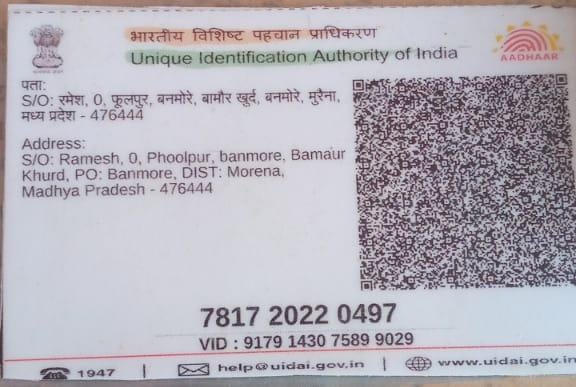 भारतीय विशिष्ट पहचान प्राधिकरण
Unique Identification Authority of India
AADHAAR
पता:
S/O: रमेश, 0, फूलपुर, बनमोरे, बामौर खुर्द, बनमोरे, मुरैना,
मध्य प्रदेश - 476444
Address:
S/O: Ramesh, 0, Phoolpur, banmore, Bamaur
Khurd, PO: Banmore, DIST: Morena,
Madhya Pradesh - 476444
7817 2022 0497
VID : 9179 1430 7589 9029
1947 | help@uidai.gov.in | www.uidai.gov.in